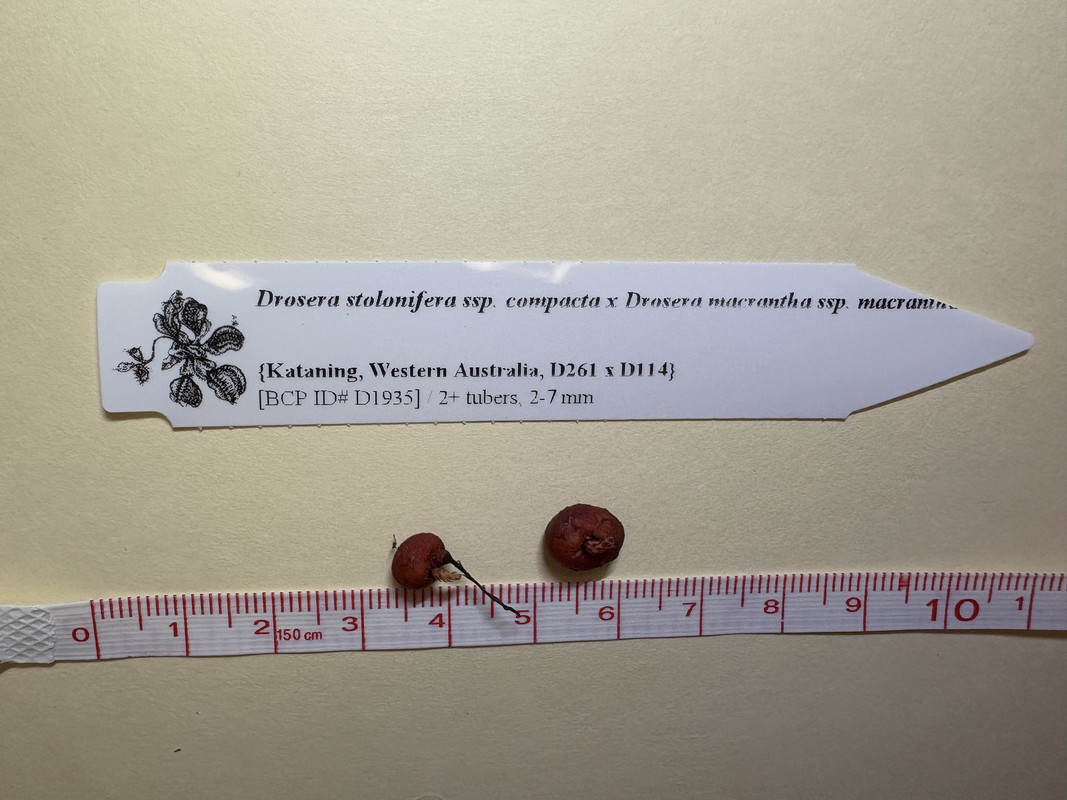 Drosera stolonifera ssp. compacta x Drosera macrantha ssp.
{Kataning, Western Australia, D261 x D114}
[BCP ID# D1935] / 2+ tubers, 2-7 mm
0 1 2 150 cm 3 4 5 6 7 8 9 10 1